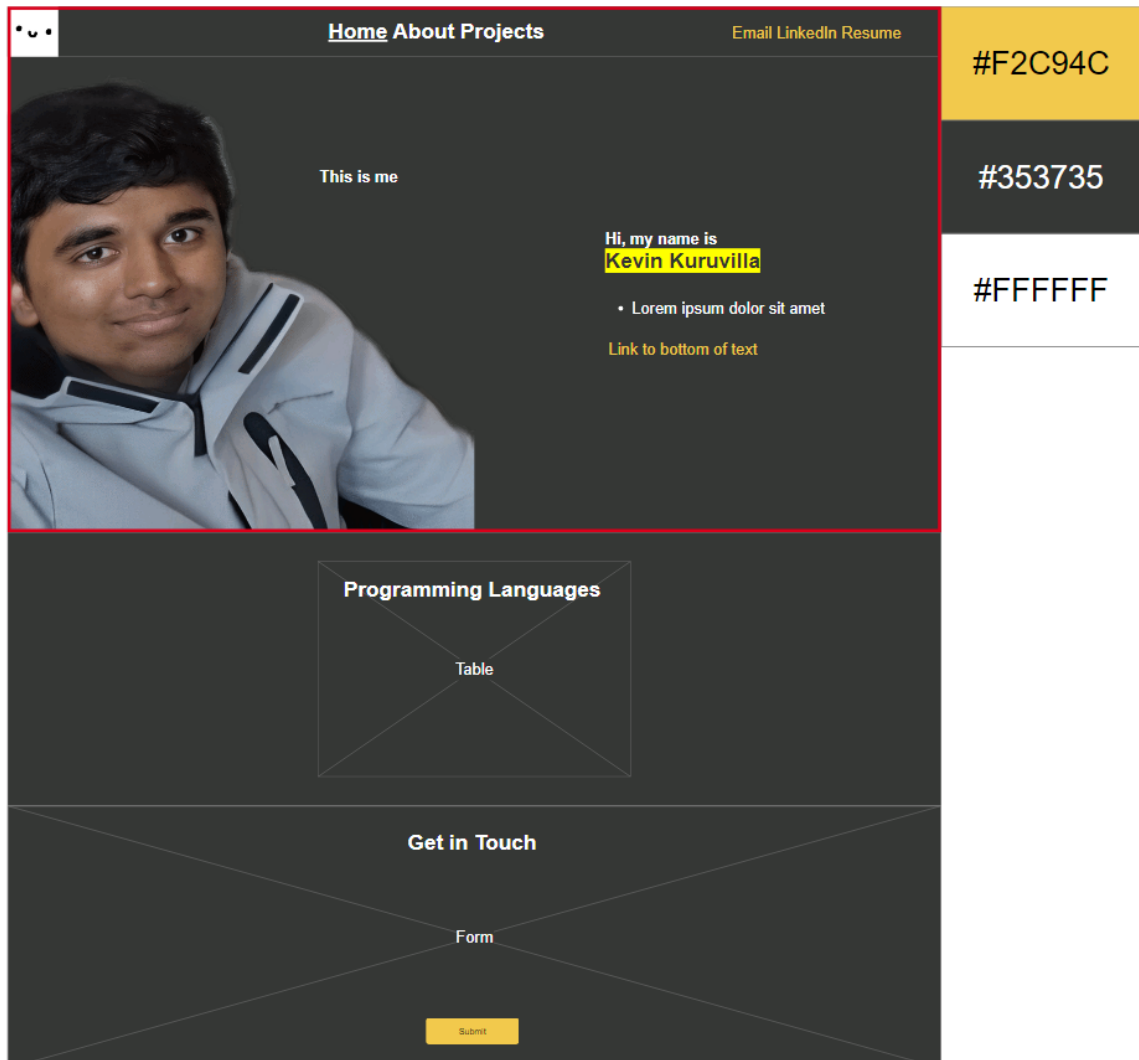 Home About Projects
Email LinkedIn Resume
#F2C94C
#353735
#FFFFFF
This is me
Hi, my name is
Kevin Kuruvilla
• Lorem ipsum dolor sit amet
Link to bottom of text
Programming Languages
Table
Get in Touch
Form
Submit